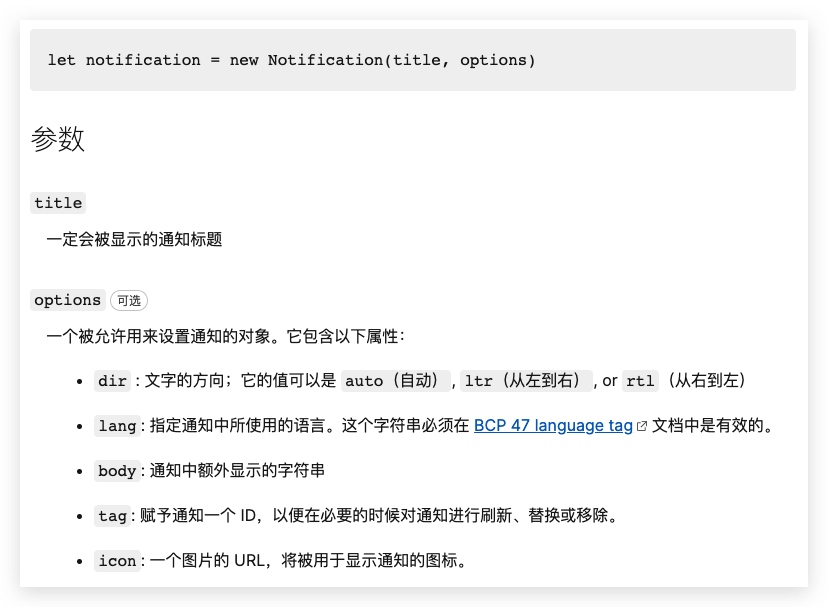 let notification = new Notification(title, options)
参数
title
一定会被显示的通知标题
options 可选
一个被允许用来设置通知的对象。它包含以下属性：
dir : 文字的方向；它的值可以是 auto（自动）, ltr（从左到右）, or rtl（从右到左）
lang: 指定通知中所使用的语言。这个字符串必须在 BCP 47 language tag 文档中是有效的。
body: 通知中额外显示的字符串
tag: 赋予通知一个 ID，以便在必要的时候对通知进行刷新、替换或移除。
icon: 一个图片的 URL，将被用于显示通知的图标。